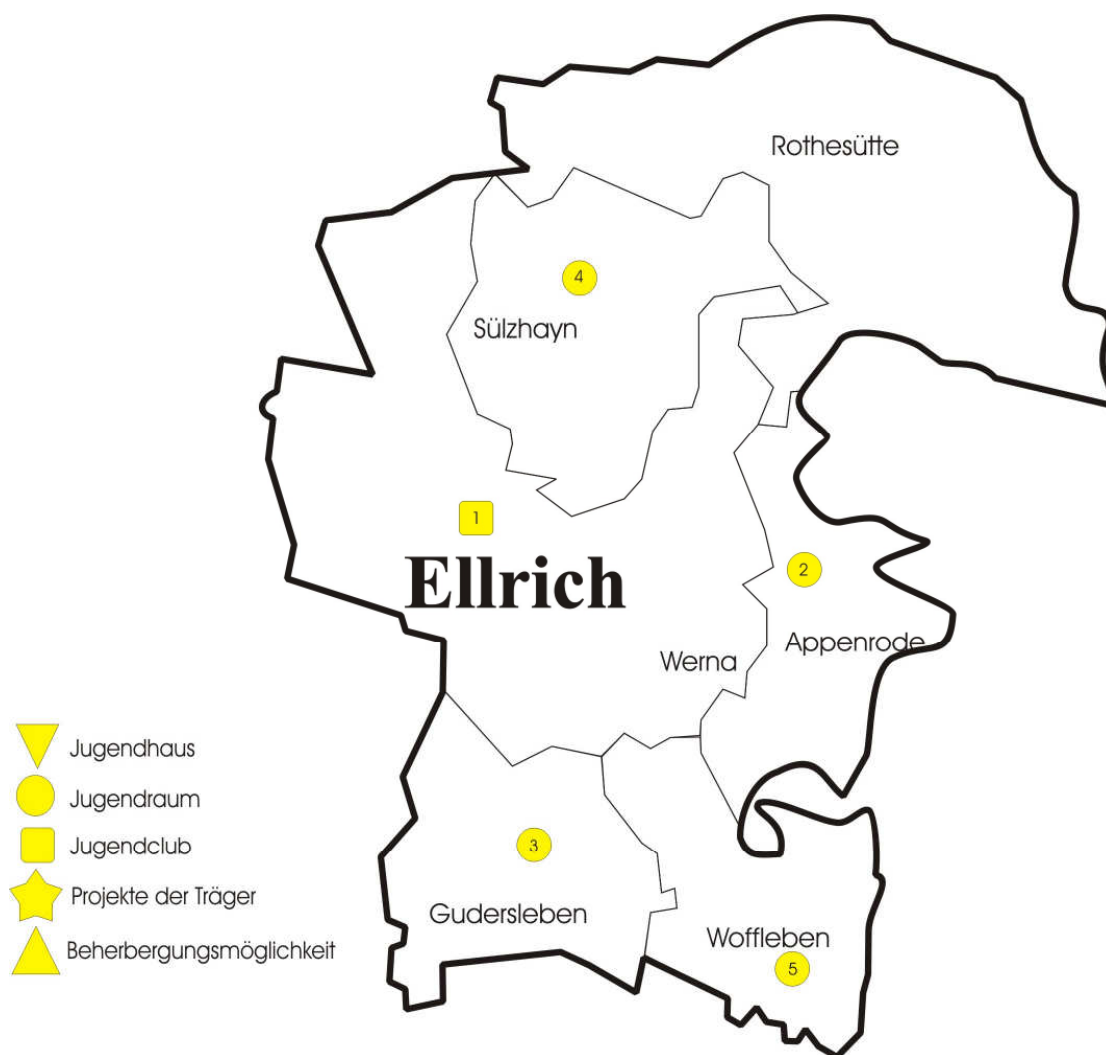 Rothesütte
4
Sülzhayn
1
Ellrich
2
Appenrode
Werna
Jugendhaus
Jugendraum
Jugendclub
Projekte der Träger
Beherbergungsmöglichkeit
3
Gudersleben
Woffleben
5